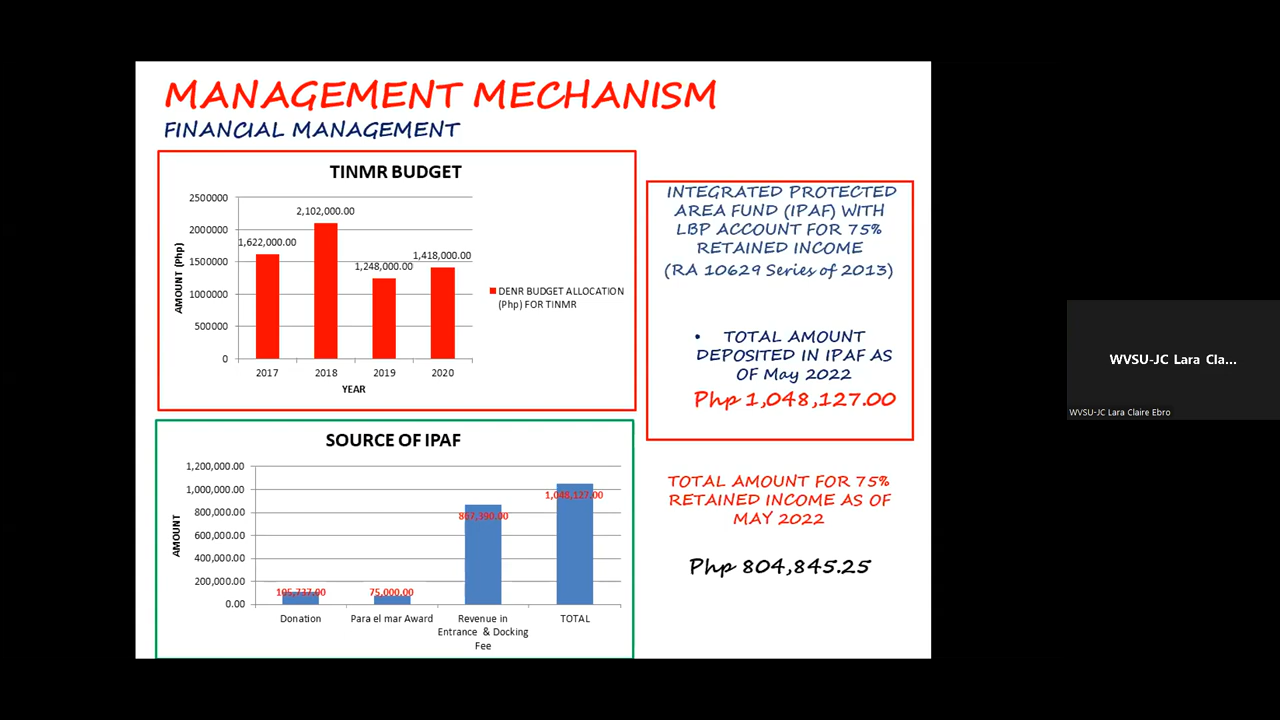 MANAGEMENT MECHANISM
FINANCIAL MANAGEMENT
TINMR BUDGET
2500000
2000000
1500000
1000000
500000
0
AMOUNT (Php)
1,622,000.00
2,102,000.00
1,248,000.00
1,418,000.00
2017 2018 2019 2020
YEAR
DENR BUDGET ALLOCATION
(Php) FOR TINMR
INTEGRATED PROTECTED
AREA FUND (IPAF) WITH
LBP ACCOUNT FOR 75%
RETAINED INCOME
(RA 10629 Series of 2013)
• TOTAL AMOUNT
DEPOSITED IN IPAF AS
OF May 2022
Php 1,048,127.00
SOURCE OF IPAF
1,200,000.00
1,000,000.00
800,000.00
600,000.00
400,000.00
200,000.00
0.00
AMOUNT
105,737.00
75,000.00
867,390.00
1,048,127.00
Donation
Para el mar Award
Revenue in
Entrance & Docking
Fee
TOTAL
TOTAL AMOUNT FOR 75%
RETAINED INCOME AS OF
MAY 2022
Php 804,845.25
WVSU-JC Lara Cla...
WVSU-JC Lara Claire Ebro